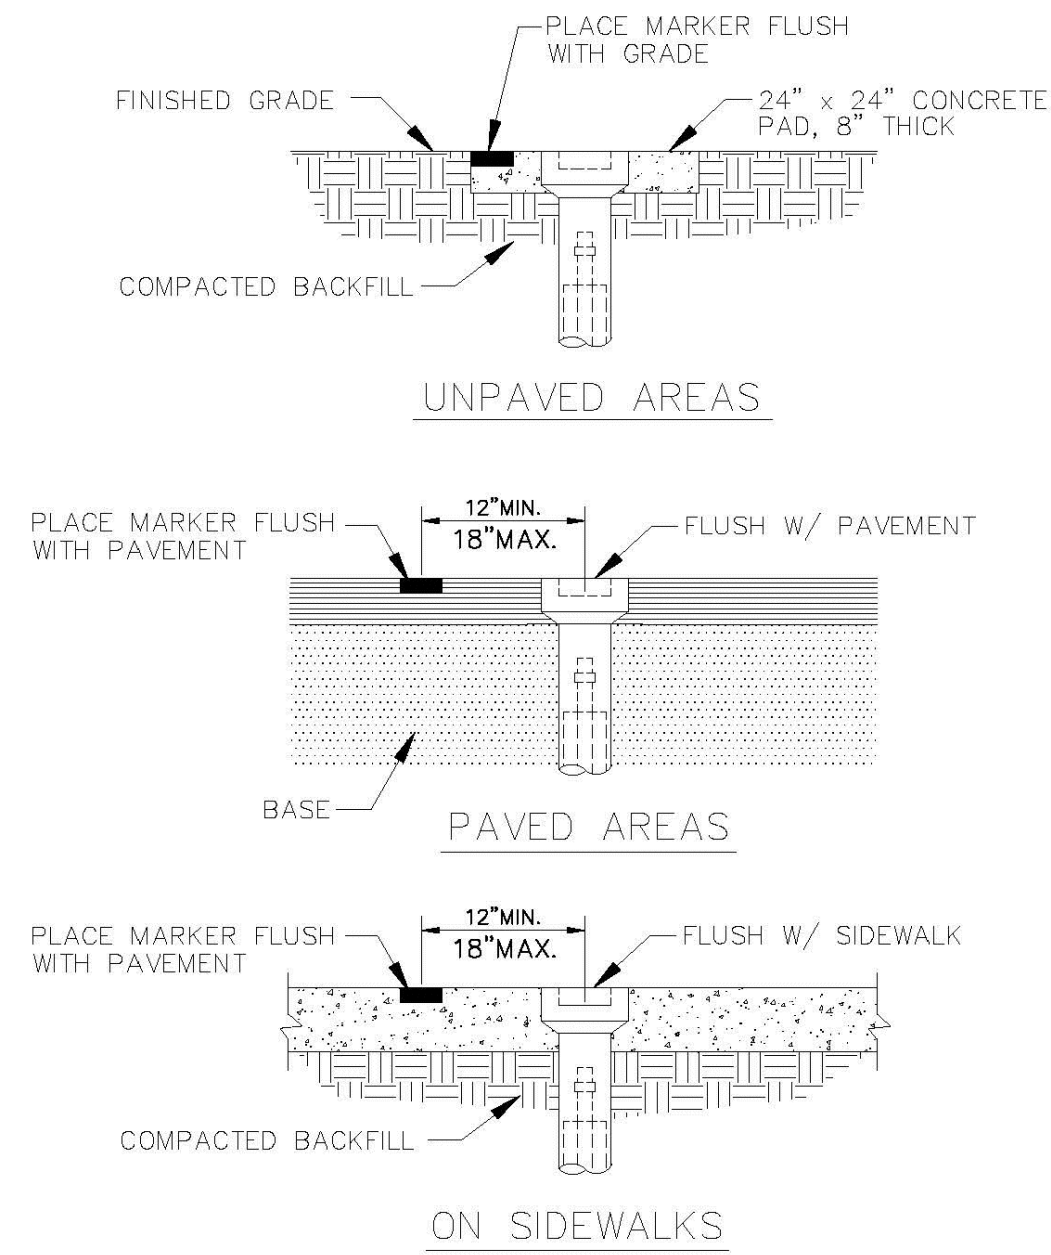 PLACE MARKER FLUSH
WITH GRADE
FINISHED GRADE
24" x 24" CONCRETE
PAD, 8" THICK
COMPACTED BACKFILL
UNPAVED AREAS
12"MIN.
18"MAX.
PLACE MARKER FLUSH
WITH PAVEMENT
FLUSH W/ PAVEMENT
BASE
PAVED AREAS
12"MIN.
18"MAX.
PLACE MARKER FLUSH
WITH PAVEMENT
FLUSH W/ SIDEWALK
COMPACTED BACKFILL
ON SIDEWALKS